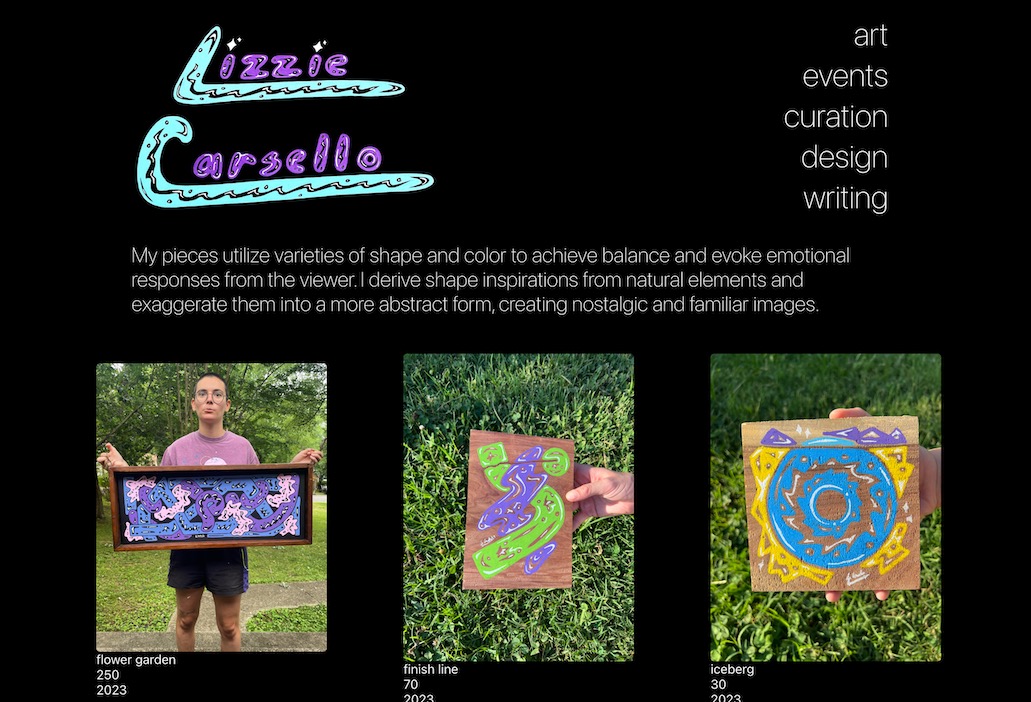 Lizzie
Carsello
art
events
curation
design
writing
My pieces utilize varieties of shape and color to achieve balance and evoke emotional
responses from the viewer. I derive shape inspirations from natural elements and
exaggerate them into a more abstract form, creating nostalgic and familiar images.
flower garden
250
2023
finish line
70
2023
iceberg
30
2023